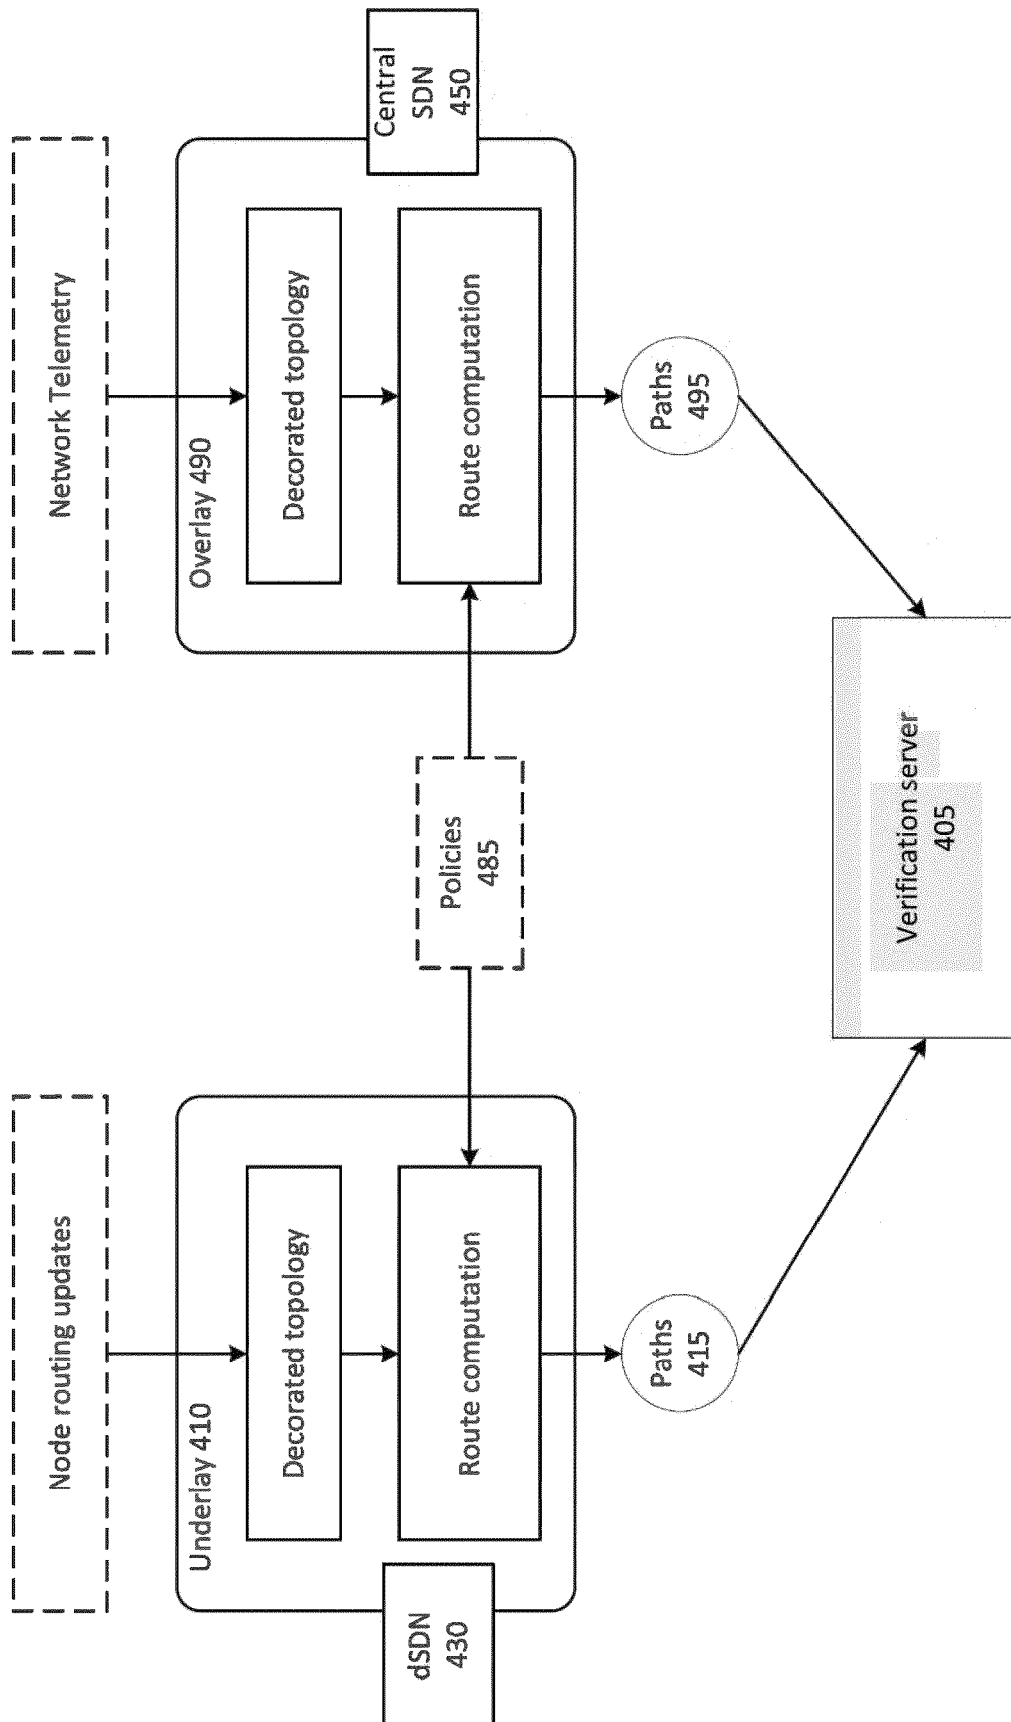 Node routing updates
Network Telemetry
Underlay 410
Overlay 490
Decorated topology
Decorated topology
dSDN
430
Route computation
Policies
485
Route computation
Central
SDN
450
Paths
415
Paths
495
Verification server
405